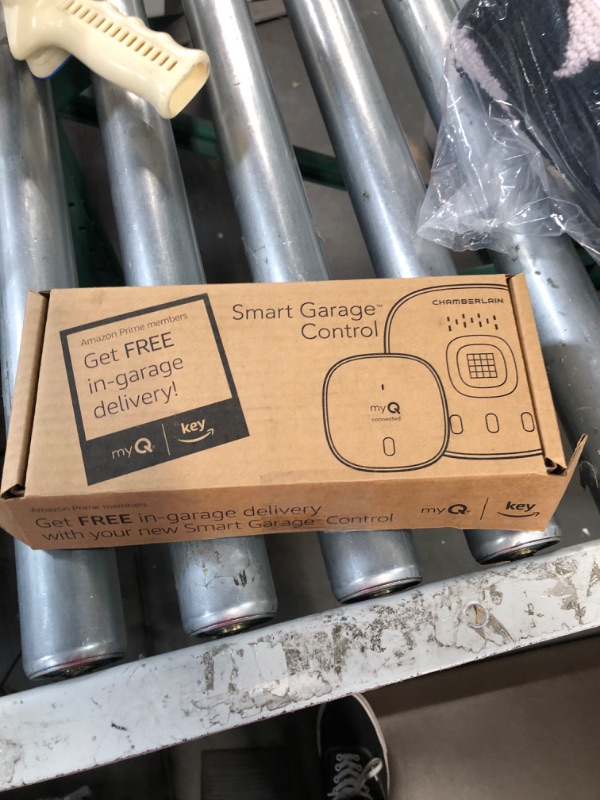 Amazon Prime members
Get FREE
in-garage
delivery!
myQ | key
Smart Garage™
Control
CHAMBERLAIN
myQ
connected
Amazon Prime members
Get FREE in-garage delivery
with your new Smart Garage™ Control
myQ | key